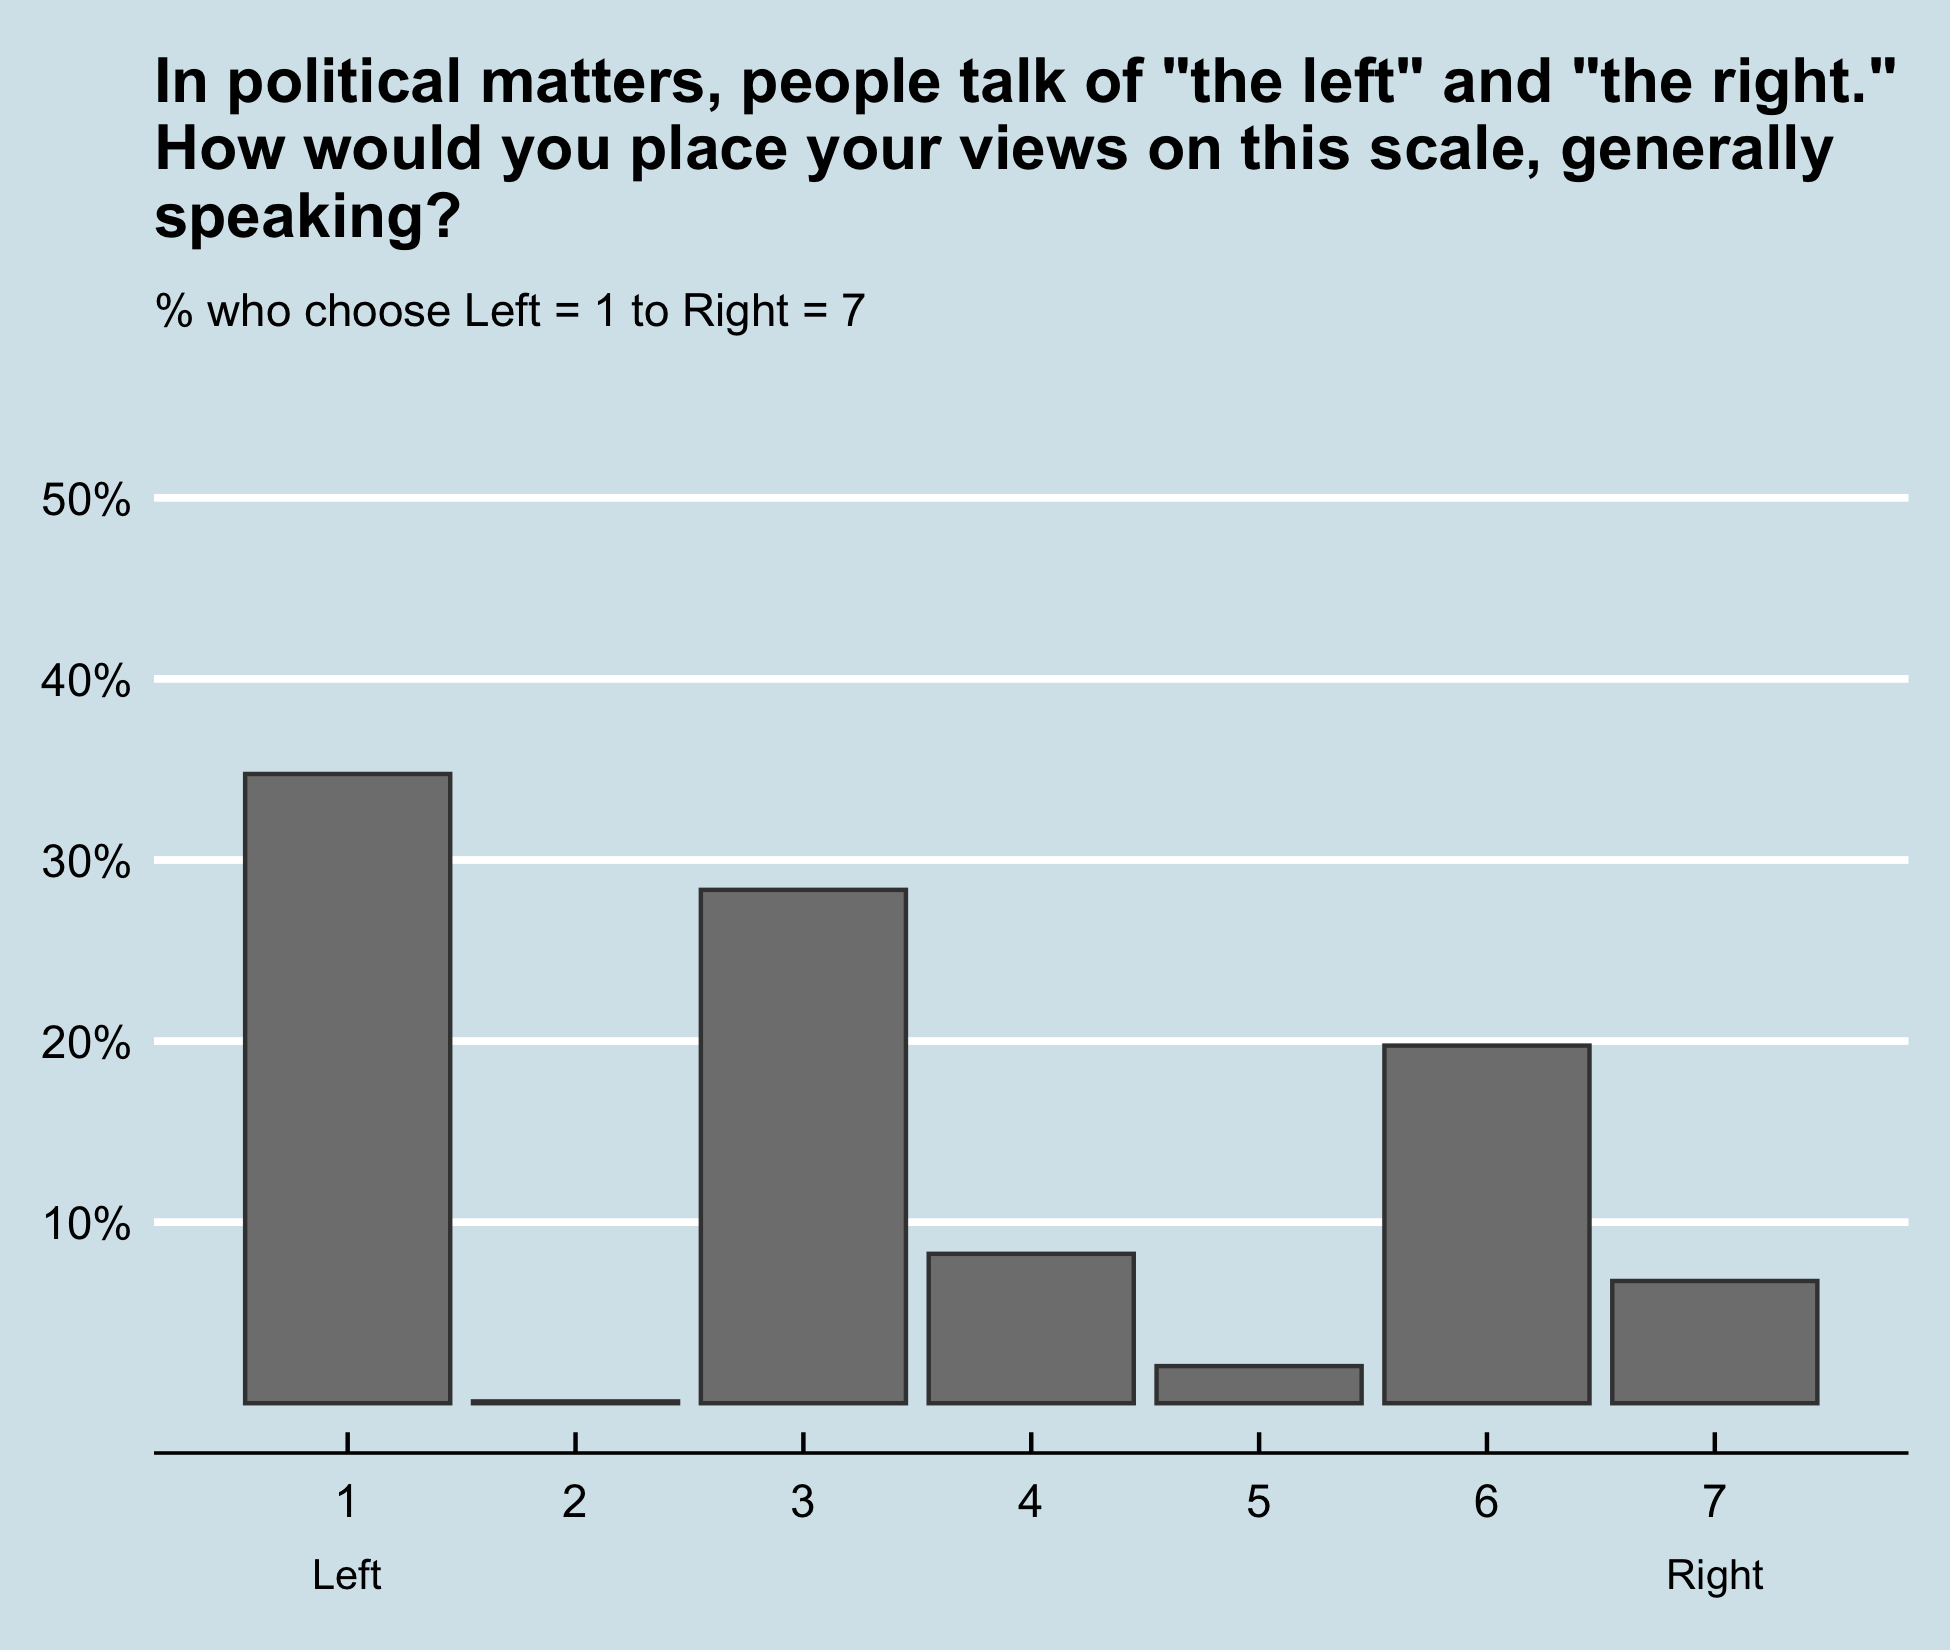 In political matters, people talk of "the left" and "the right."
How would you place your views on this scale, generally
speaking?
% who choose Left = 1 to Right = 7
50%
40%
30%
20%
10%
1 2 3 4 5 6 7
Left Right